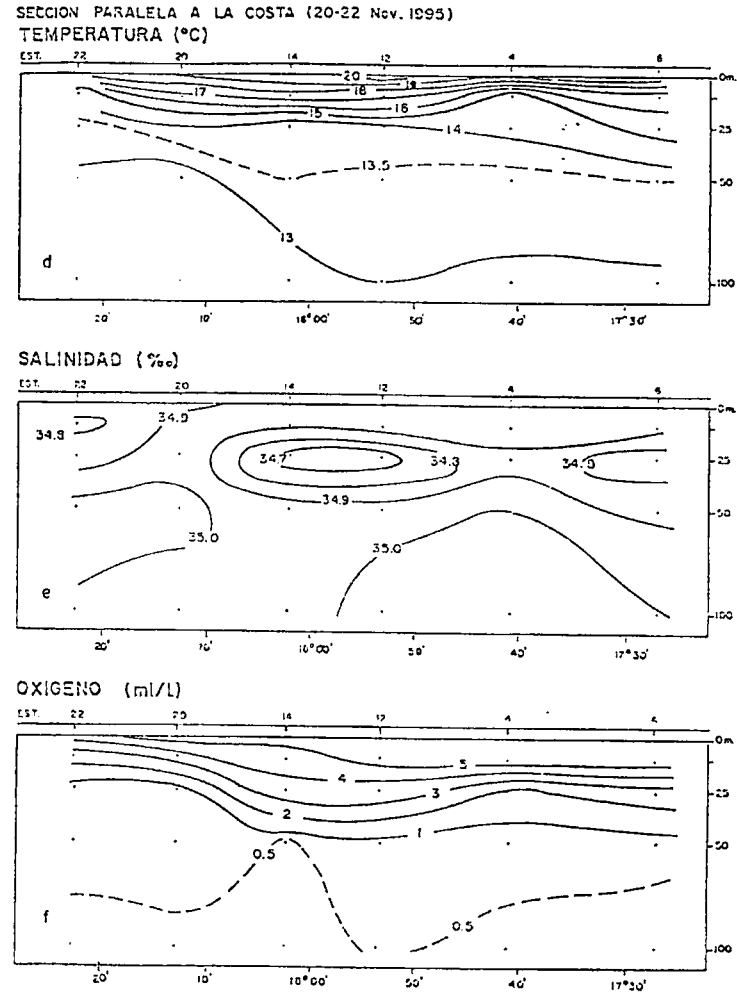 SECCION PARALELA A LA COSTA (20-22 Nov. 1995)
TEMPERATURA (°C)
EST. 22 20 14 12 4 6
0m.
20
19
17 18
16
15
14
25
13.5
50
13
d
100
20' 10' 18°00' 50' 40' 17°30'
SALINIDAD (‰)
EST. 22 20 14 12 4 6
0m.
34.9
34.9
34.7
25
34.9
50
35.0
35.0
e
100
20' 10' 18°00' 50' 40' 17°30'
OXIGENO (ml/L)
EST. 22 20 14 12 4
0m.
5
4
3
25
2
1
50
0.5
0.5
f
100
20' 10' 18°00' 50' 40' 17°30'